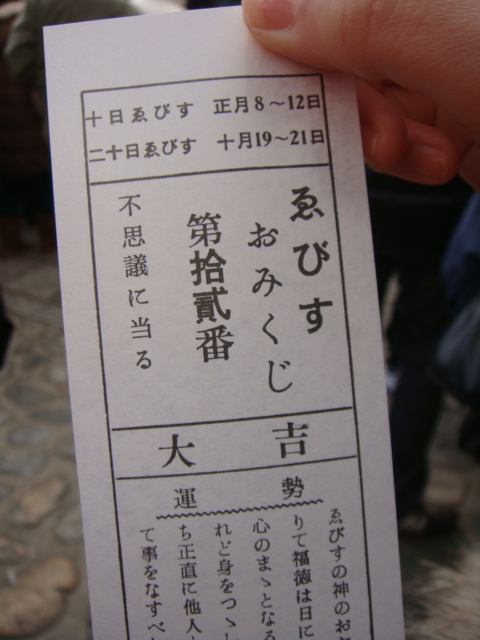 十日ゑびす 正月8～12日
二十日ゑびす 十月19～21日
ゑびす
おみくじ
第拾貳番
不思議に当る
大吉
運勢
ゑびすの神のお
りて福徳は日に
心のまゝとなる
れど身をつゝし
ち正直に他人
て事をなすべ